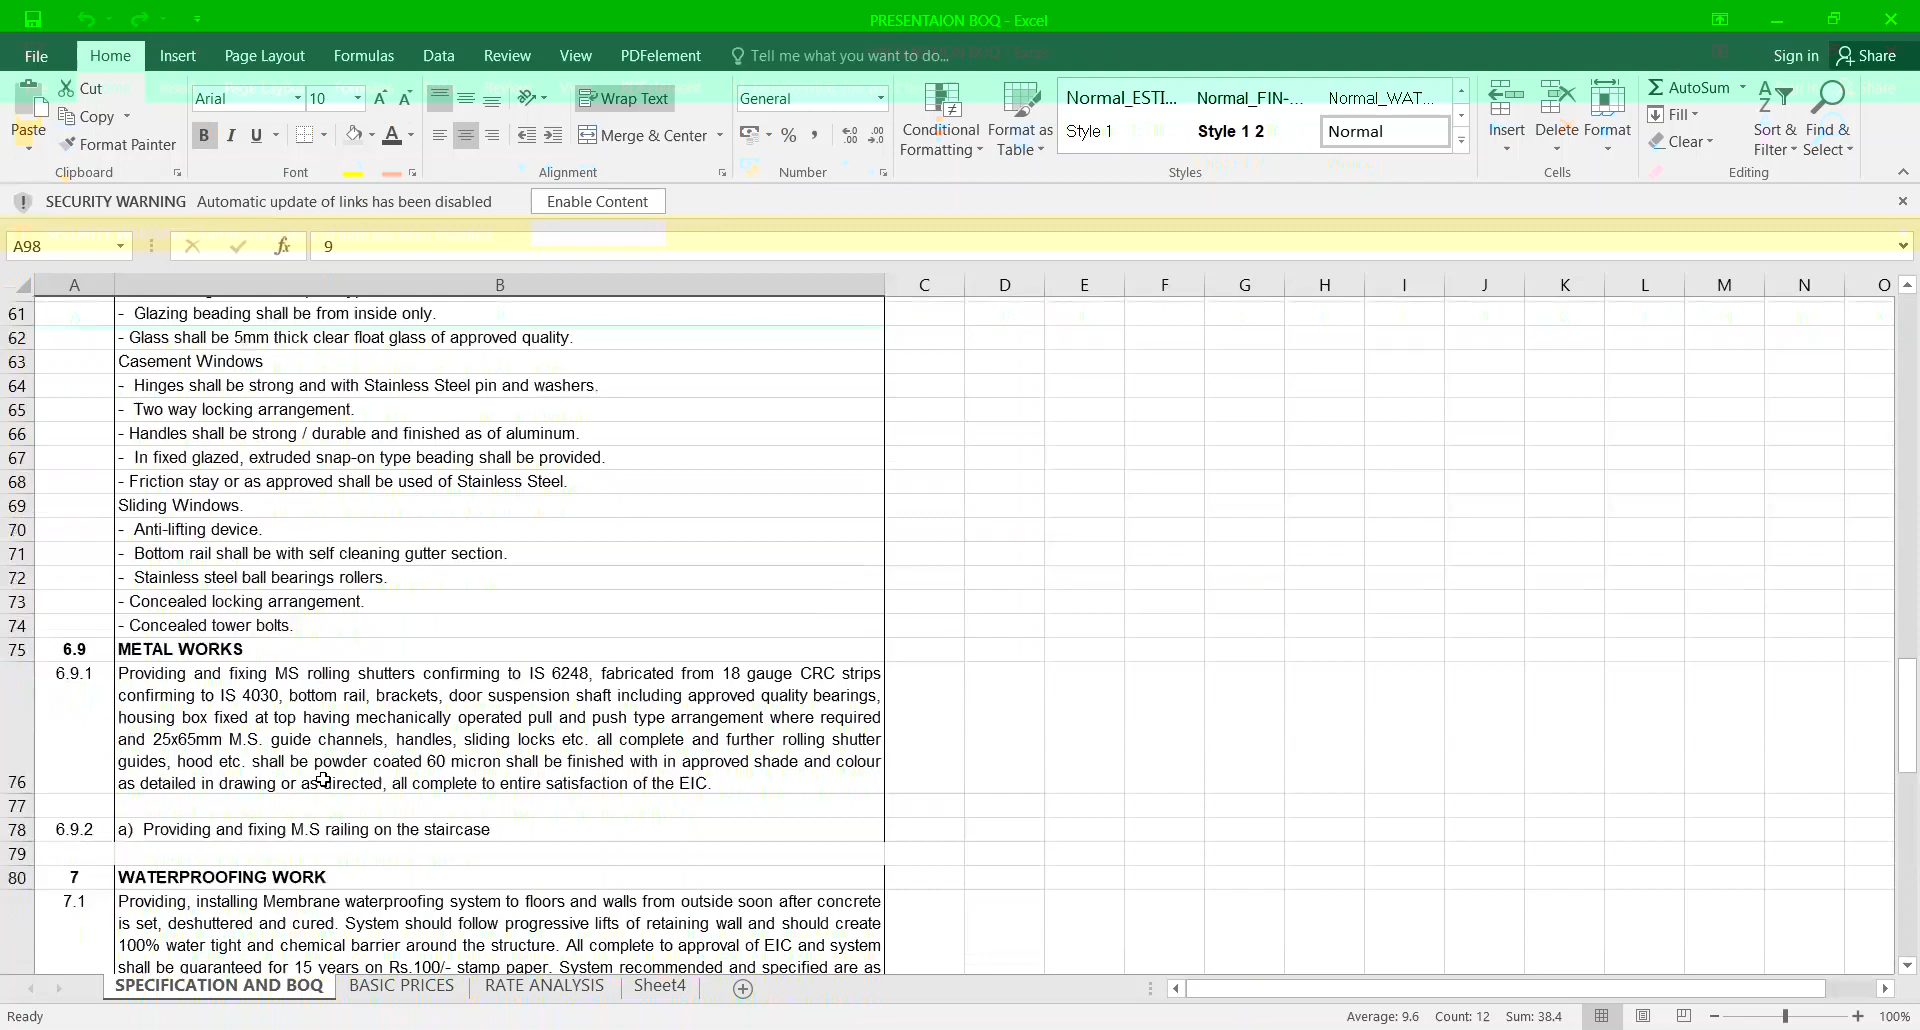 PRESENTAION BOQ - Excel
File Home Insert Page Layout Formulas Data Review View PDFelement Tell me what you want to do... Sign in Share
Paste Cut Copy Format Painter Clipboard
Arial 10 B I U Font
Wrap Text Merge & Center Alignment
General % Number
Conditional Formatting Format as Table
Normal_ESTI... Normal_FIN-... Normal_WAT...
Style 1 Style 1 2 Normal
Styles
Insert Delete Format Cells
AutoSum Fill Clear Sort & Filter Find & Select Editing
SECURITY WARNING Automatic update of links has been disabled Enable Content
A98 fx 9
A B C D E F G H I J K L M N O
61 - Glazing beading shall be from inside only.
62 - Glass shall be 5mm thick clear float glass of approved quality.
63 Casement Windows
64 - Hinges shall be strong and with Stainless Steel pin and washers.
65 - Two way locking arrangement.
66 - Handles shall be strong / durable and finished as of aluminum.
67 - In fixed glazed, extruded snap-on type beading shall be provided.
68 - Friction stay or as approved shall be used of Stainless Steel.
69 Sliding Windows.
70 - Anti-lifting device.
71 - Bottom rail shall be with self cleaning gutter section.
72 - Stainless steel ball bearings rollers.
73 - Concealed locking arrangement.
74 - Concealed tower bolts.
75 6.9 METAL WORKS
6.9.1 Providing and fixing MS rolling shutters confirming to IS 6248, fabricated from 18 gauge CRC strips
confirming to IS 4030, bottom rail, brackets, door suspension shaft including approved quality bearings,
housing box fixed at top having mechanically operated pull and push type arrangement where required
and 25x65mm M.S. guide channels, handles, sliding locks etc. all complete and further rolling shutter
guides, hood etc. shall be powder coated 60 micron shall be finished with in approved shade and colour
76 as detailed in drawing or as directed, all complete to entire satisfaction of the EIC.
77
78 6.9.2 a) Providing and fixing M.S railing on the staircase
79
80 7 WATERPROOFING WORK
7.1 Providing, installing Membrane waterproofing system to floors and walls from outside soon after concrete
is set, deshuttered and cured. System should follow progressive lifts of retaining wall and should create
100% water tight and chemical barrier around the structure. All complete to approval of EIC and system
shall be guaranteed for 15 years on Rs.100/- stamp paper. System recommended and specified are as
SPECIFICATION AND BOQ BASIC PRICES RATE ANALYSIS Sheet4
Ready Average: 9.6 Count: 12 Sum: 38.4 100%